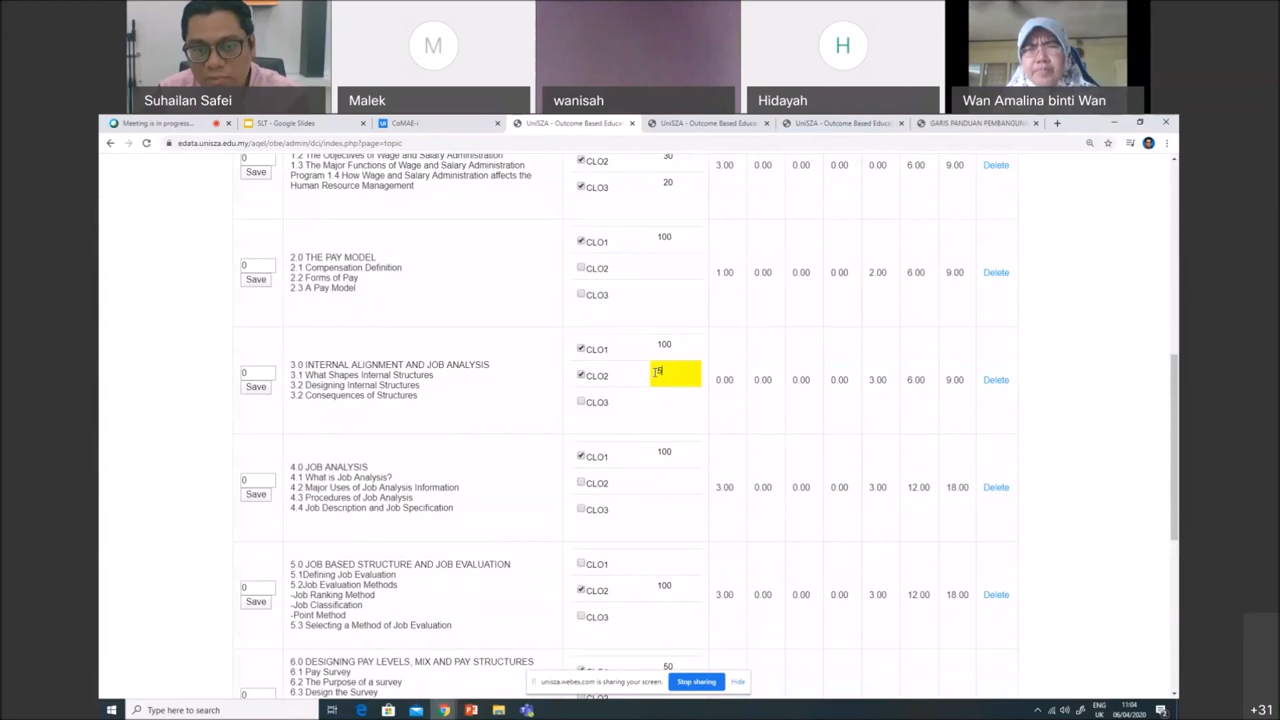 M
H
Suhailan Safei
Malek
wanisah
Hidayah
Wan Amalina binti Wan
Meeting is in progress...
SLT - Google Slides
CoMAE-i
UniSZA - Outcome Based Educ
UniSZA - Outcome Based Educa
UniSZA - Outcome Based Educa
GARIS PANDUAN PEMBANGUN
edata.unisza.edu.my/aqel/obe/admin/dci/index.php?page=topic
0
Save
1.2 The Objectives of Wage and Salary Administration
1.3 The Major Functions of Wage and Salary Administration
Program 1.4 How Wage and Salary Administration affects the
Human Resource Management
CLO2 30
CLO3 20
3.00 0.00 0.00 0.00 0.00 6.00 9.00 Delete
0
Save
2.0 THE PAY MODEL
2.1 Compensation Definition
2.2 Forms of Pay
2.3 A Pay Model
CLO1 100
CLO2
CLO3
1.00 0.00 0.00 0.00 2.00 6.00 9.00 Delete
0
Save
3.0 INTERNAL ALIGNMENT AND JOB ANALYSIS
3.1 What Shapes Internal Structures
3.2 Designing Internal Structures
3.2 Consequences of Structures
CLO1 100
CLO2 5
CLO3
0.00 0.00 0.00 0.00 3.00 6.00 9.00 Delete
0
Save
4.0 JOB ANALYSIS
4.1 What is Job Analysis?
4.2 Major Uses of Job Analysis Information
4.3 Procedures of Job Analysis
4.4 Job Description and Job Specification
CLO1 100
CLO2
CLO3
3.00 0.00 0.00 0.00 3.00 12.00 18.00 Delete
0
Save
5.0 JOB BASED STRUCTURE AND JOB EVALUATION
5.1Defining Job Evaluation
5.2Job Evaluation Methods
-Job Ranking Method
-Job Classification
-Point Method
5.3 Selecting a Method of Job Evaluation
CLO1
CLO2 100
CLO3
3.00 0.00 0.00 0.00 3.00 12.00 18.00 Delete
0
6.0 DESIGNING PAY LEVELS, MIX AND PAY STRUCTURES
6.1 Pay Survey
6.2 The Purpose of a survey
6.3 Design the Survey
50
unisza.webex.com is sharing your screen.
Stop sharing
Hide
Type here to search
ENG
UK
11:04
06/04/2020
+31